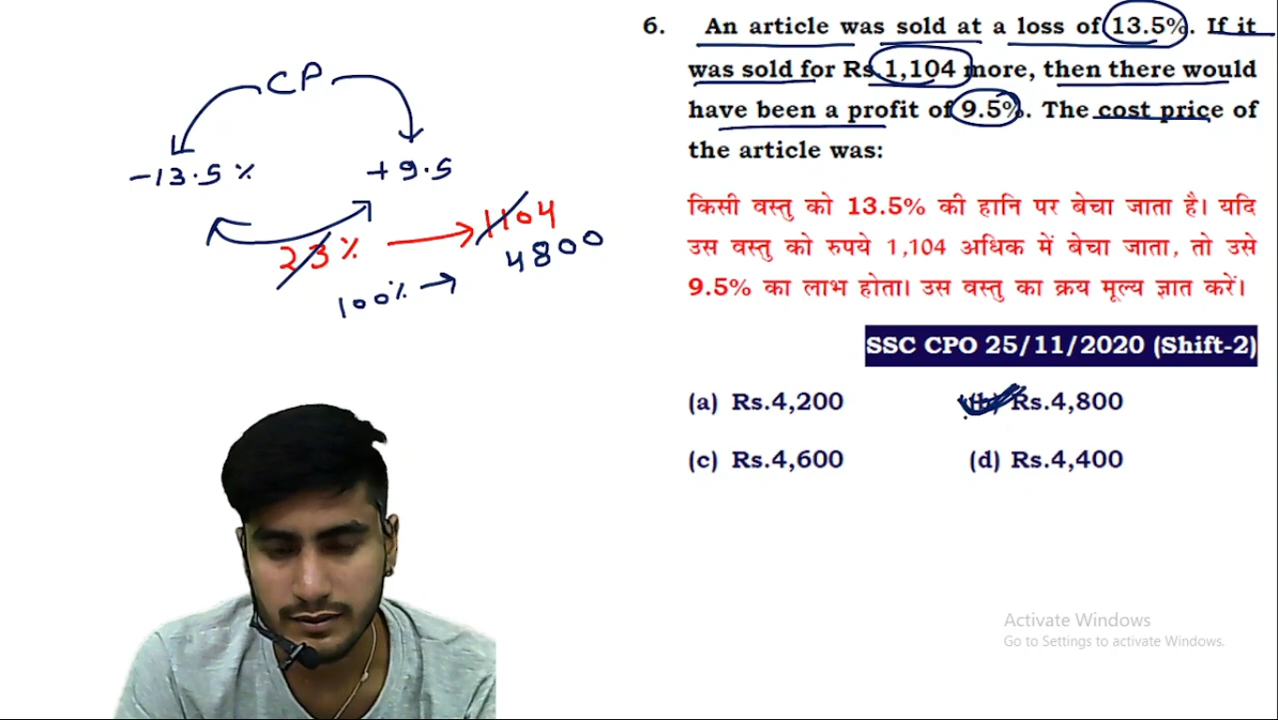 6. An article was sold at a loss of 13.5%. If it
was sold for Rs.1,104 more, then there would
have been a profit of 9.5%. The cost price of
the article was:
किसी वस्तु को 13.5% की हानि पर बेचा जाता है। यदि
उस वस्तु को रुपये 1,104 अधिक में बेचा जाता, तो उसे
9.5% का लाभ होता। उस वस्तु का क्रय मूल्य ज्ञात करें।
SSC CPO 25/11/2020 (Shift-2)
(a) Rs.4,200 (b) Rs.4,800
(c) Rs.4,600 (d) Rs.4,400
CP
-13.5% +9.5
23% → 1104
4800
100% →
Activate Windows
Go to Settings to activate Windows.